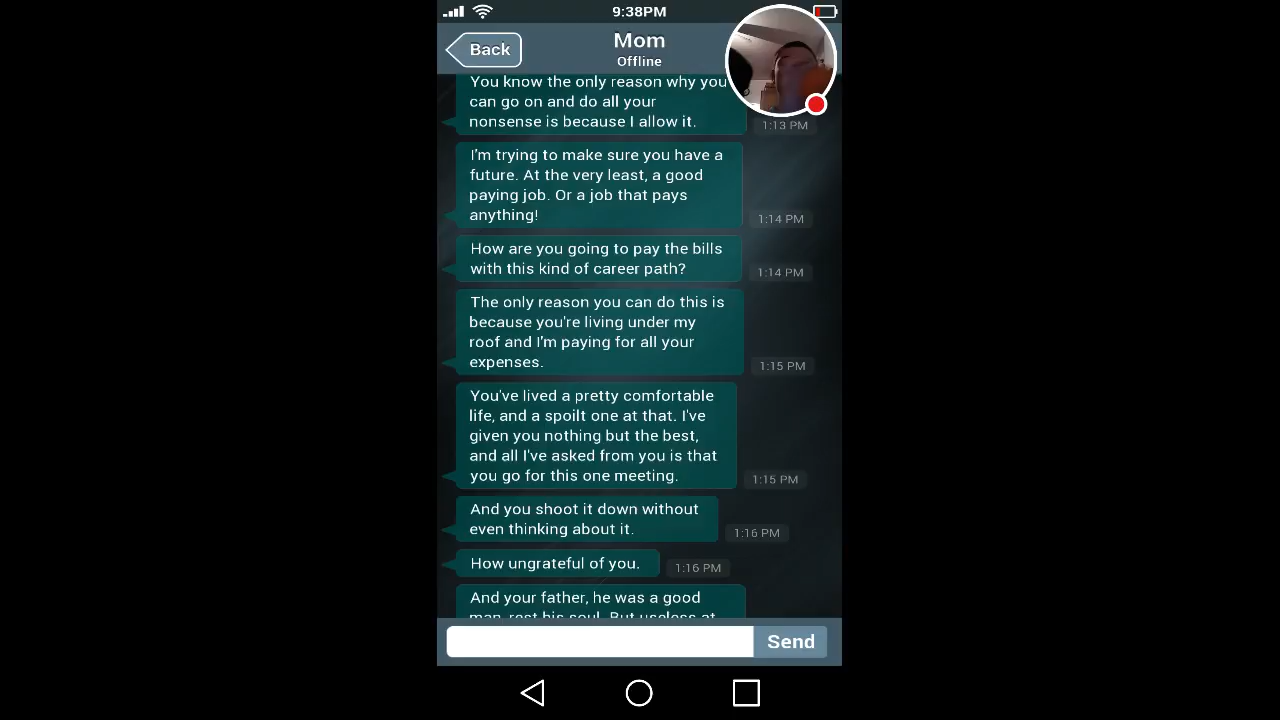 9:38PM
Back
Mom
Offline
You know the only reason why you
can go on and do all your
nonsense is because I allow it.
1:13 PM
I'm trying to make sure you have a
future. At the very least, a good
paying job. Or a job that pays
anything!
1:14 PM
How are you going to pay the bills
with this kind of career path?
1:14 PM
The only reason you can do this is
because you're living under my
roof and I'm paying for all your
expenses.
1:15 PM
You've lived a pretty comfortable
life, and a spoilt one at that. I've
given you nothing but the best,
and all I've asked from you is that
you go for this one meeting.
1:15 PM
And you shoot it down without
even thinking about it.
1:16 PM
How ungrateful of you.
1:16 PM
And your father, he was a good
man, rest his soul. But useless at
Send